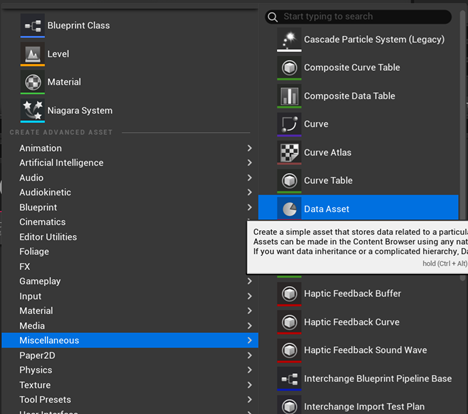 Blueprint Class
Level
Material
Niagara System
CREATE ADVANCED ASSET
Animation
Artificial Intelligence
Audio
Audiokinetic
Blueprint
Cinematics
Editor Utilities
Foliage
FX
Gameplay
Input
Material
Media
Miscellaneous
Paper2D
Physics
Texture
Tool Presets
User Interface
Start typing to search
Cascade Particle System (Legacy)
Composite Curve Table
Composite Data Table
Curve
Curve Atlas
Curve Table
Data Asset
Create a simple asset that stores data related to a particula
Assets can be made in the Content Browser using any nat
If you want data inheritance or a complicated hierarchy, Da
hold (Ctrl + Alt)
Haptic Feedback Buffer
Haptic Feedback Curve
Haptic Feedback Sound Wave
Interchange Blueprint Pipeline Base
Interchange Import Test Plan